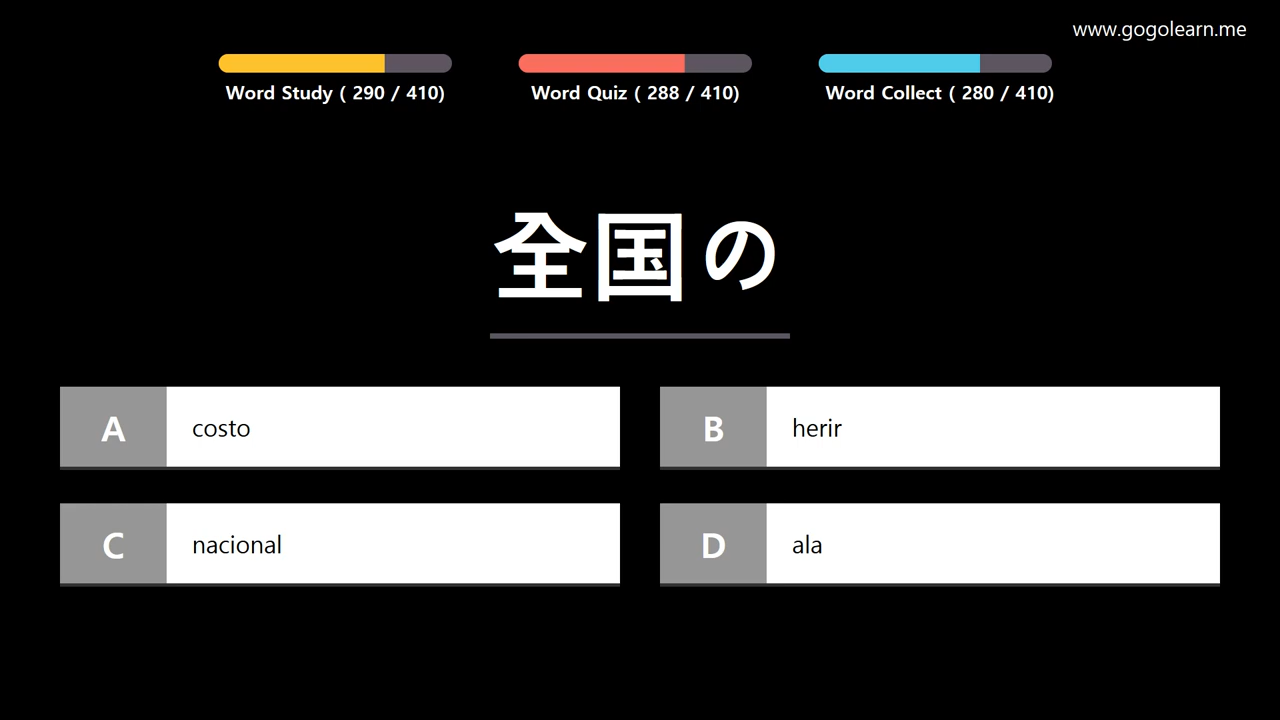 www.gogolearn.me
Word Study ( 290 / 410)
Word Quiz ( 288 / 410)
Word Collect ( 280 / 410)
全国の
A
costo
B
herir
C
nacional
D
ala